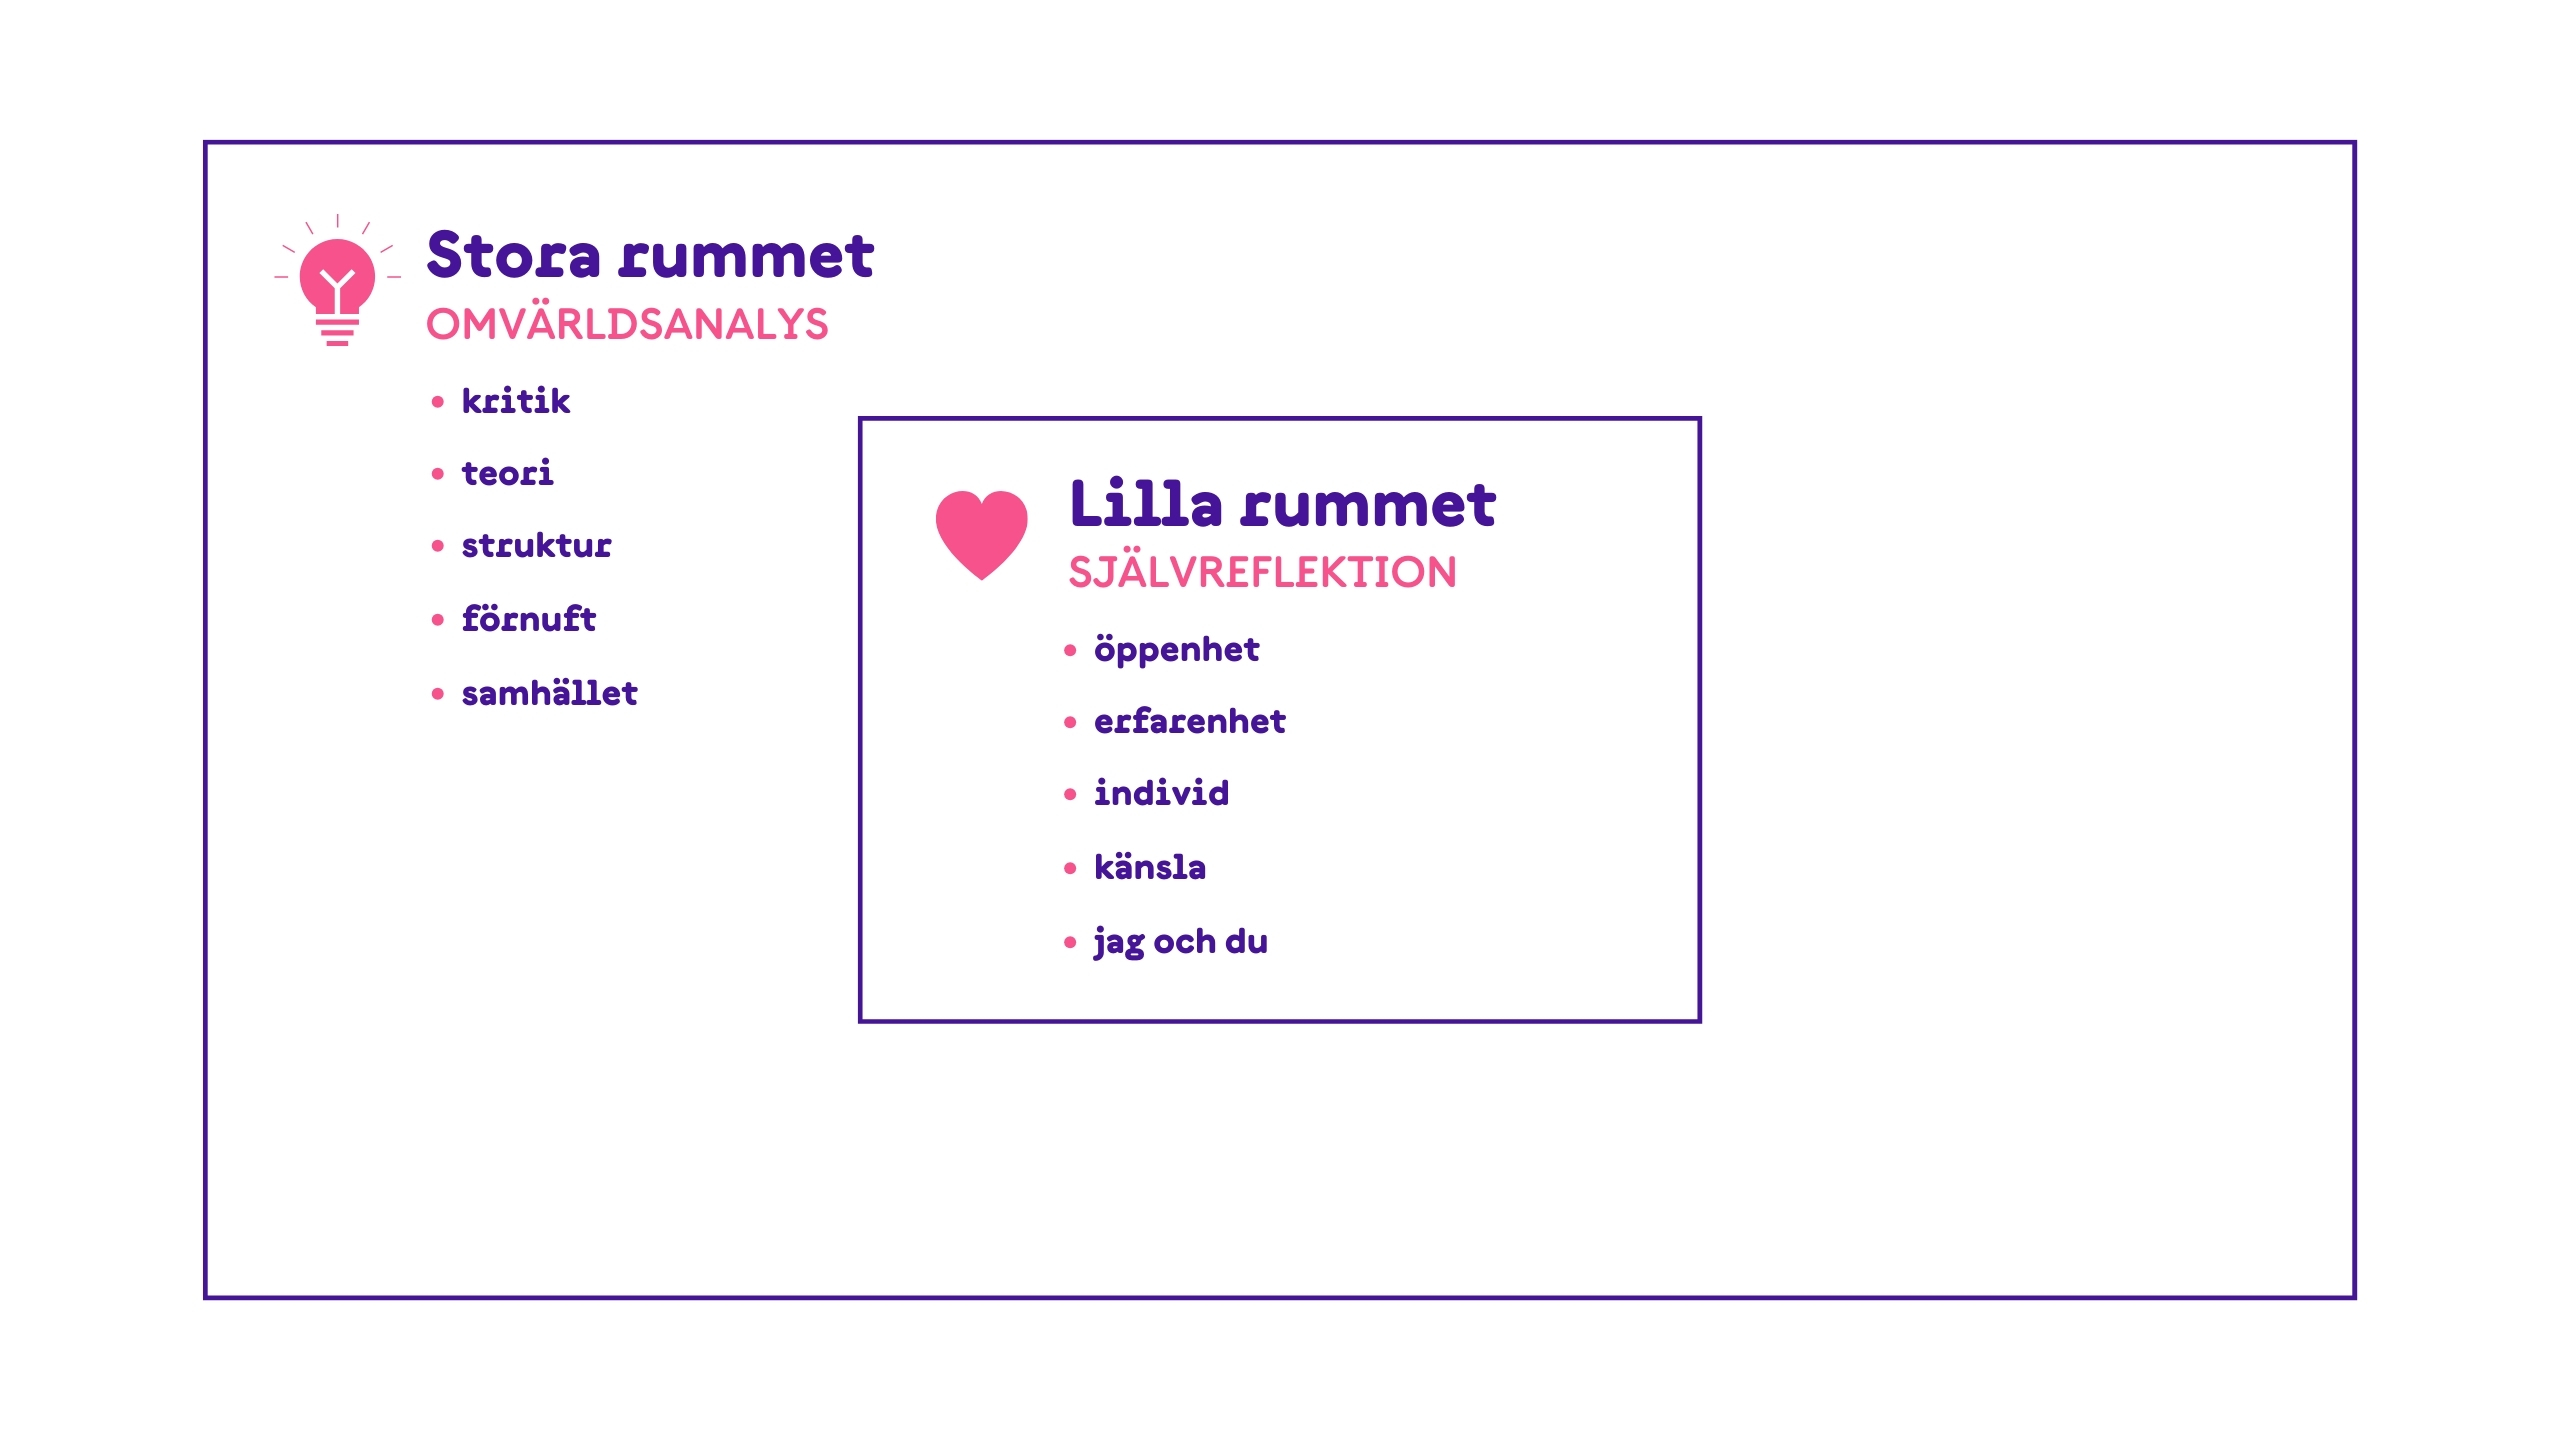 Stora rummet
OMVÄRLDSANALYS
• kritik
• teori
• struktur
• förnuft
• samhället
Lilla rummet
SJÄLVREFLEKTION
• öppenhet
• erfarenhet
• individ
• känsla
• jag och du